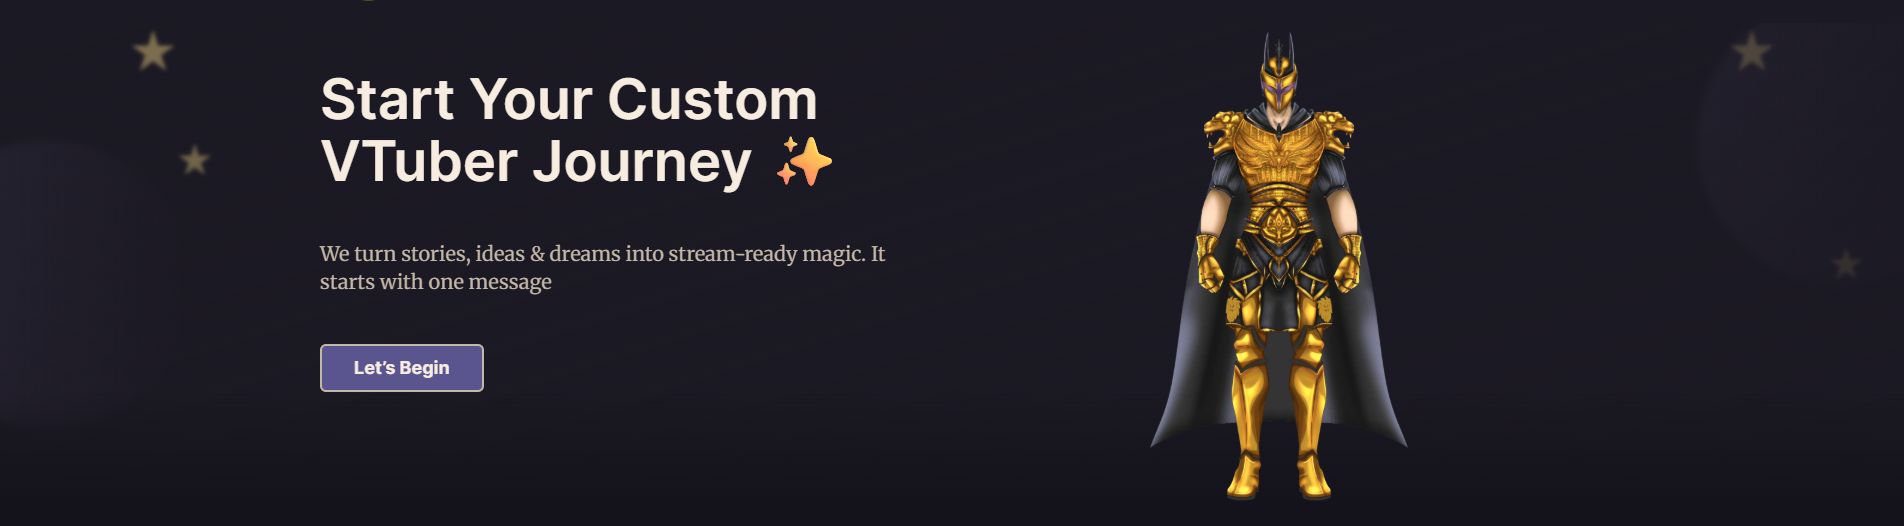 Start Your Custom
VTuber Journey ✨
We turn stories, ideas & dreams into stream-ready magic. It
starts with one message
Let’s Begin